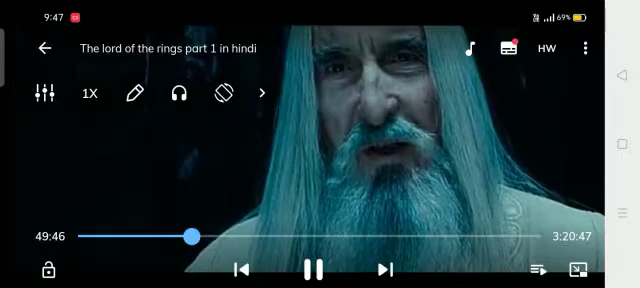 9:47
69%
The lord of the rings part 1 in hindi
HW
1X
49:46
3:20:47